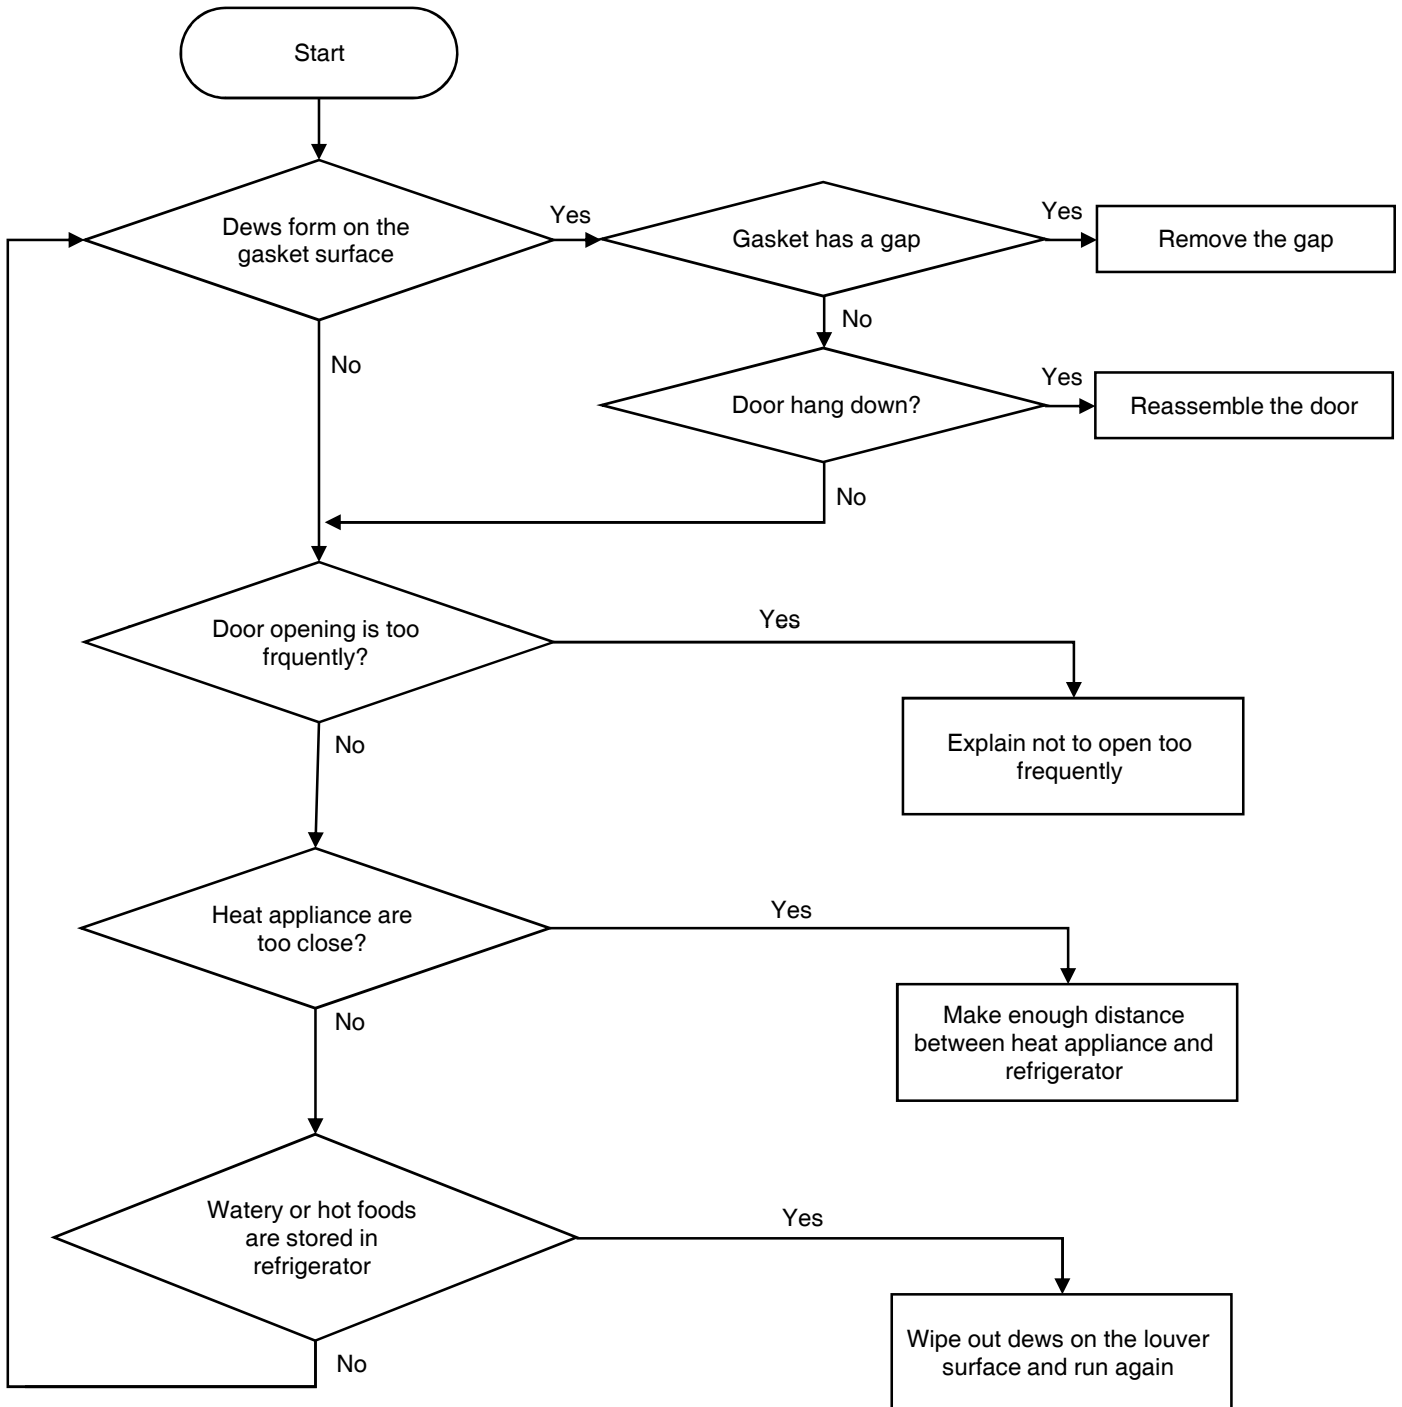 Start
Dews form on the
gasket surface
Yes
Gasket has a gap
Yes
Remove the gap
No
No
Door hang down?
Yes
Reassemble the door
No
Door opening is too
frquently?
Yes
Explain not to open too
frequently
No
Heat appliance are
too close?
Yes
Make enough distance
between heat appliance and
refrigerator
No
Watery or hot foods
are stored in
refrigerator
Yes
Wipe out dews on the louver
surface and run again
No